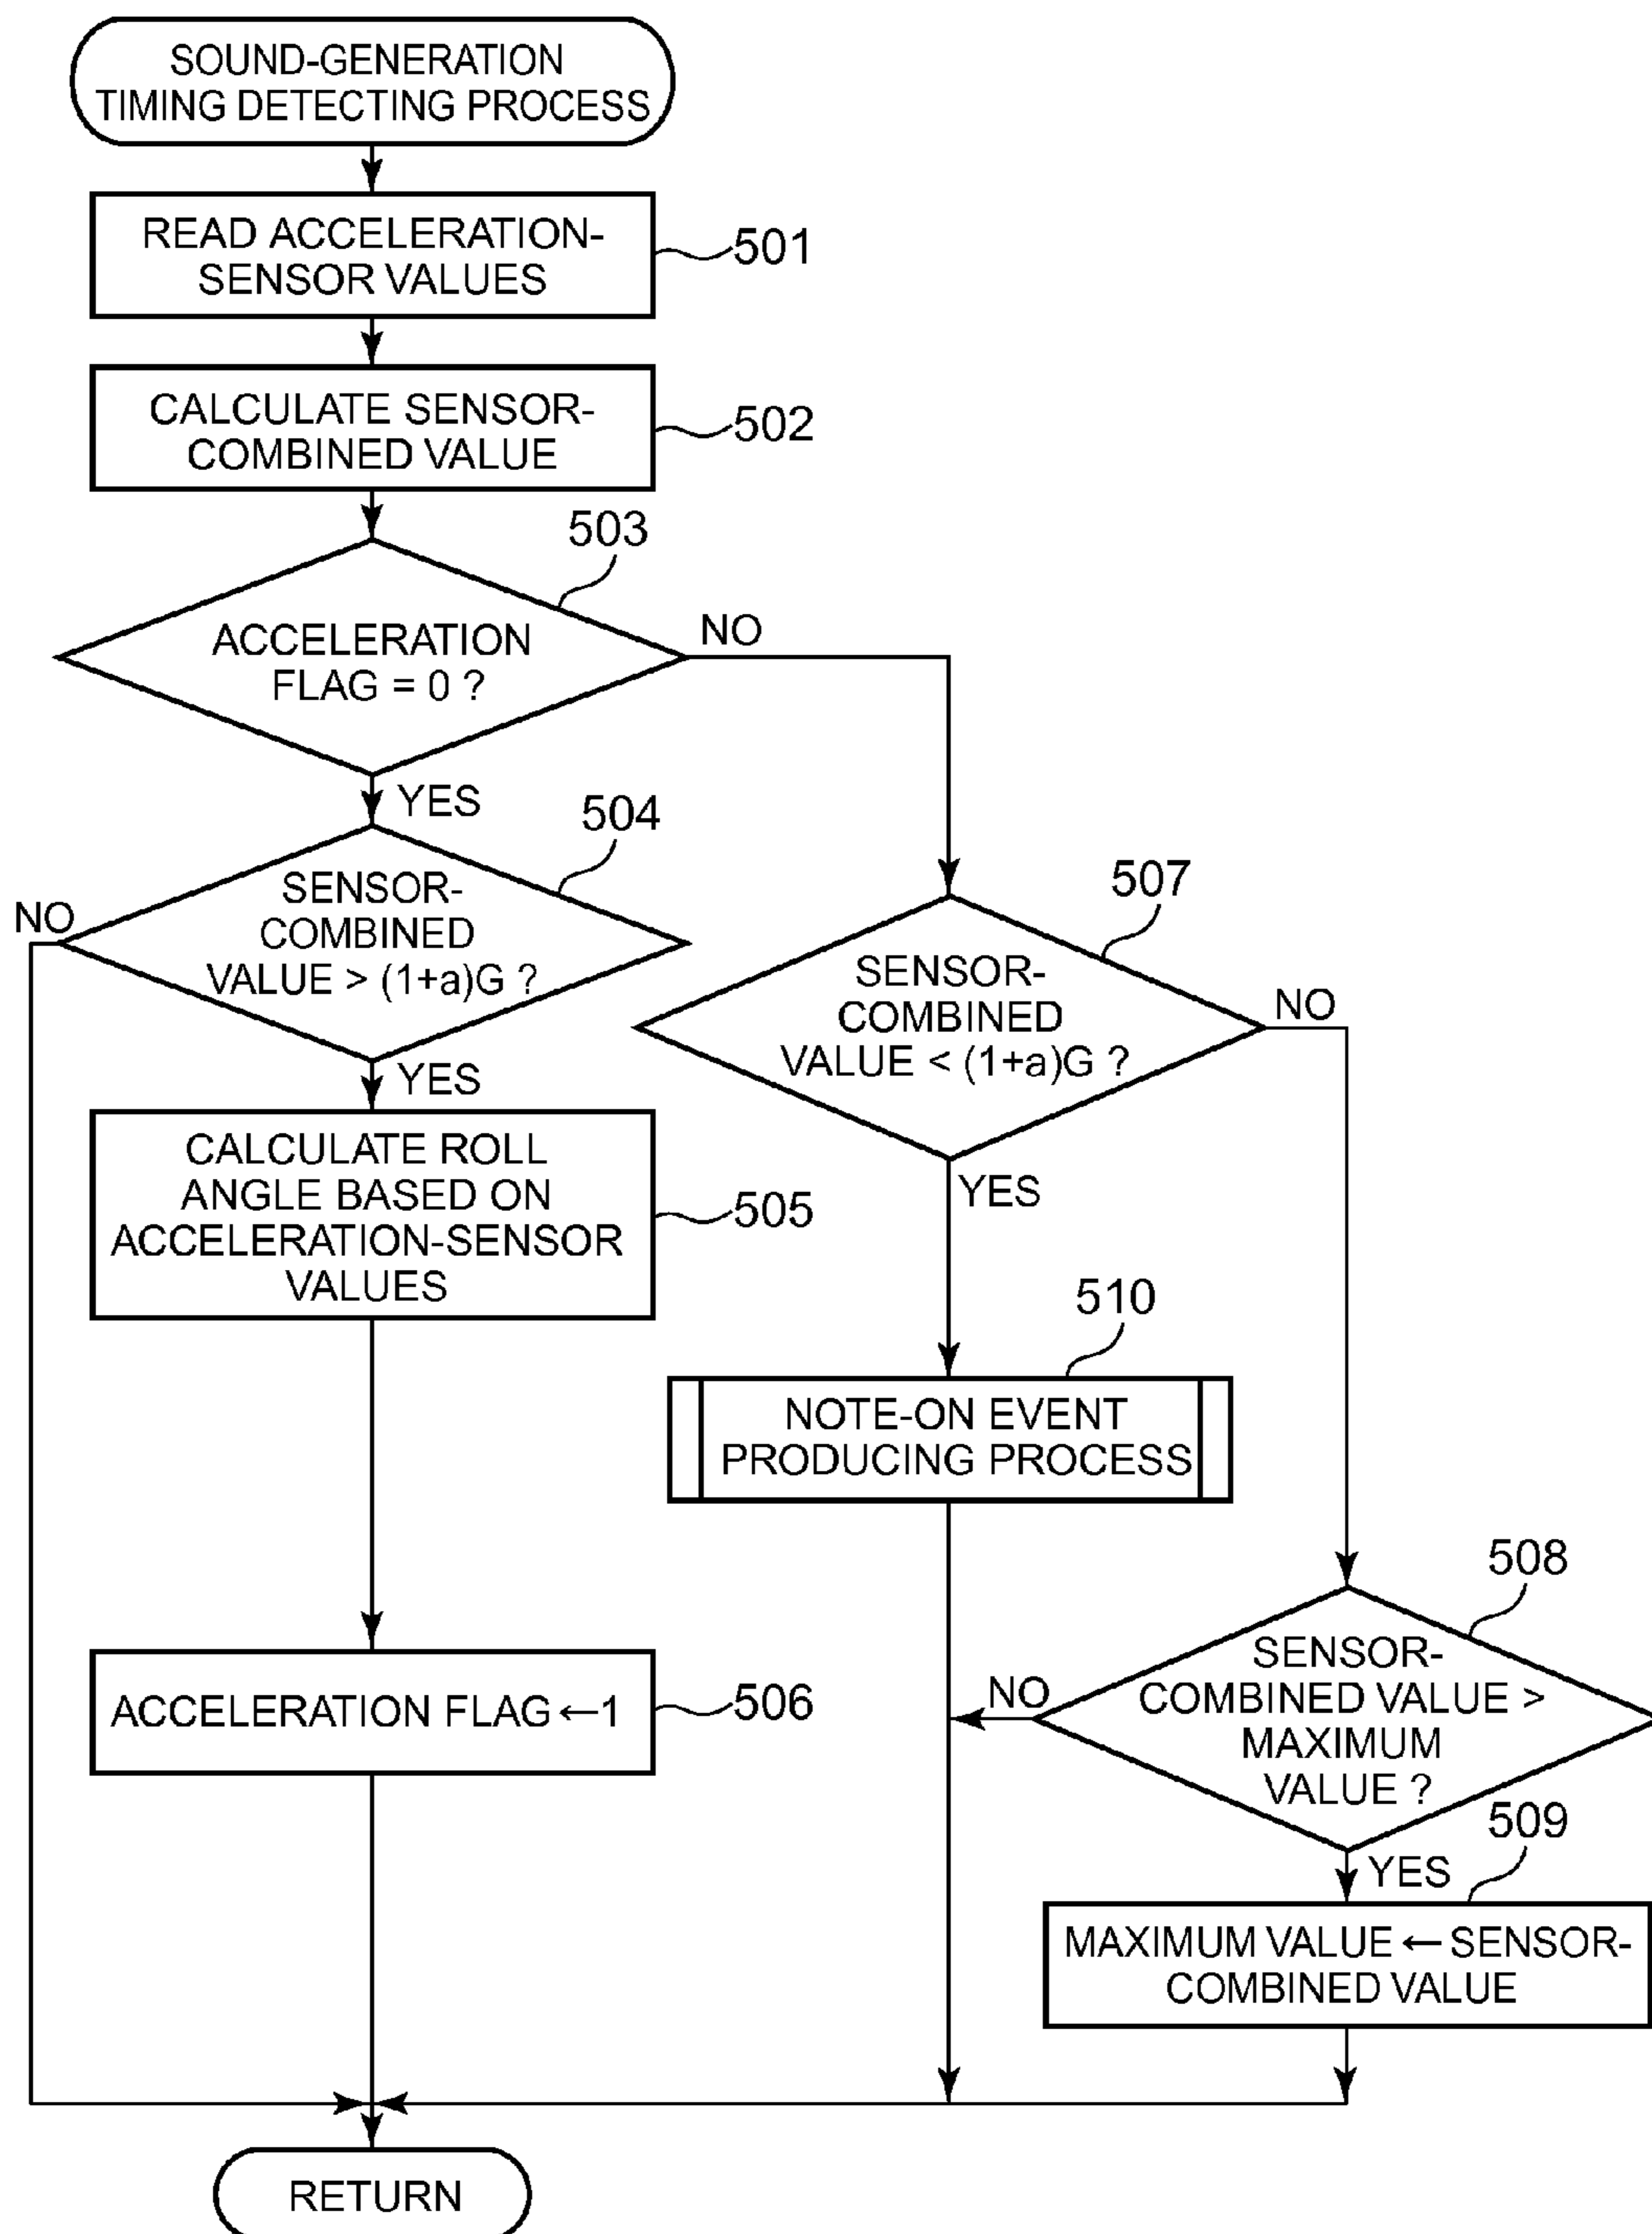 SOUND-GENERATION
TIMING DETECTING PROCESS
READ ACCELERATION-
SENSOR VALUES
501
CALCULATE SENSOR-
COMBINED VALUE
502
503
ACCELERATION
FLAG = 0 ?
NO
YES
504
SENSOR-
COMBINED
VALUE > (1+a)G ?
NO
YES
507
SENSOR-
COMBINED
VALUE < (1+a)G ?
NO
YES
CALCULATE ROLL
ANGLE BASED ON
ACCELERATION-SENSOR
VALUES
505
510
NOTE-ON EVENT
PRODUCING PROCESS
508
SENSOR-
COMBINED VALUE >
MAXIMUM
VALUE ?
NO
YES
ACCELERATION FLAG ← 1
506
509
MAXIMUM VALUE ← SENSOR-
COMBINED VALUE
RETURN